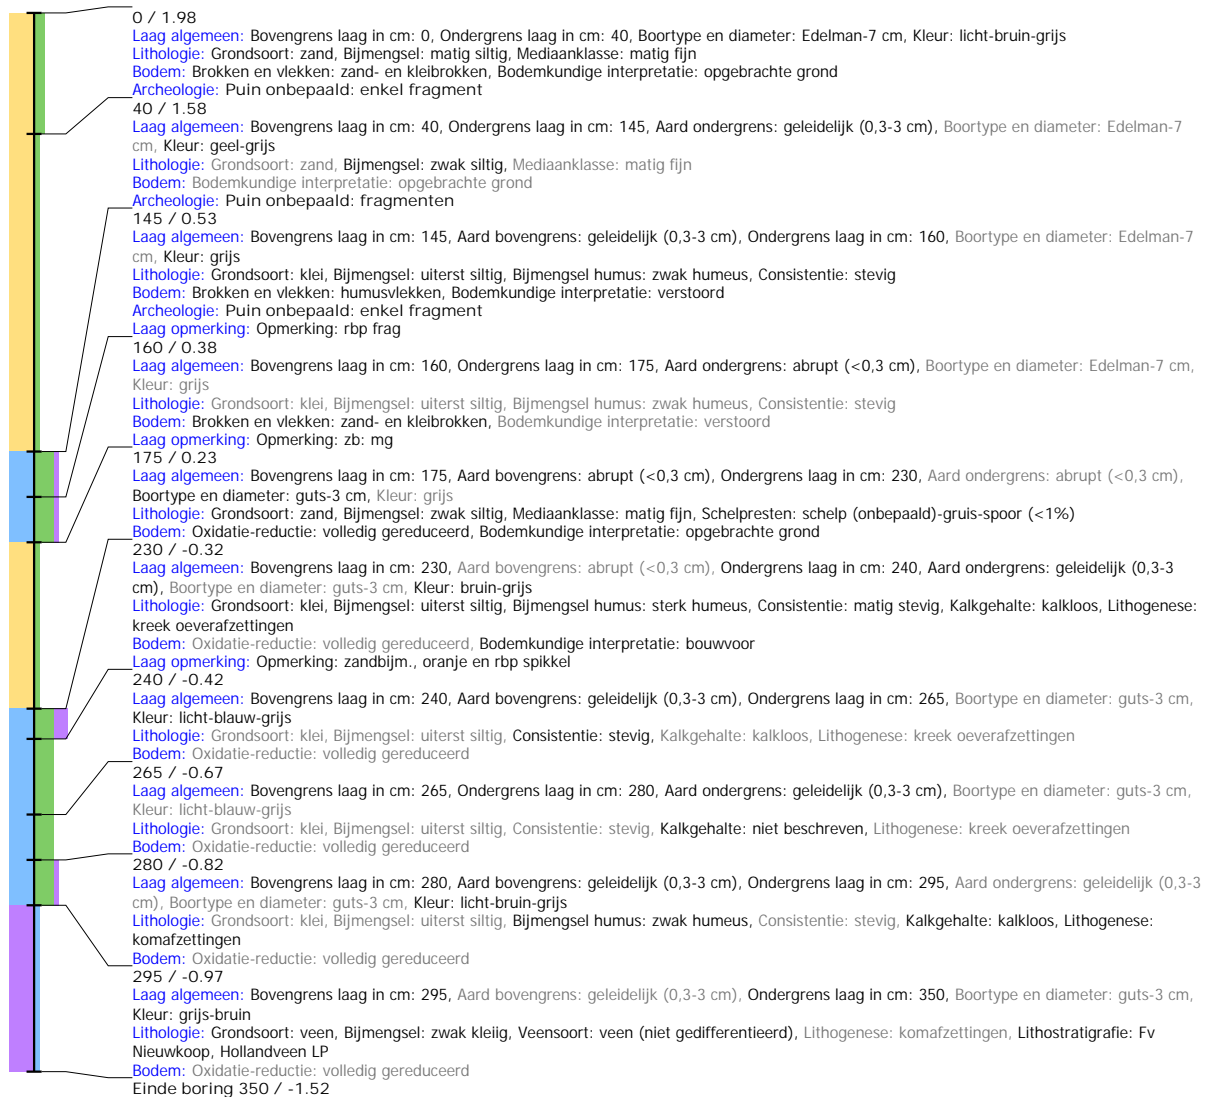 0 / 1.98
Laag algemeen: Bovengrens laag in cm: 0, Ondergrens laag in cm: 40, Boortype en diameter: Edelman-7 cm, Kleur: licht-bruin-grijs
Lithologie: Grondsoort: zand, Bijmengsel: matig siltig, Mediaanklasse: matig fijn
Bodem: Brokken en vlekken: zand- en kleibrokken, Bodemkundige interpretatie: opgebrachte grond
Archeologie: Puin onbepaald: enkel fragment
40 / 1.58
Laag algemeen: Bovengrens laag in cm: 40, Ondergrens laag in cm: 145, Aard ondergrens: geleidelijk (0,3-3 cm), Boortype en diameter: Edelman-7
cm, Kleur: geel-grijs
Lithologie: Grondsoort: zand, Bijmengsel: zwak siltig, Mediaanklasse: matig fijn
Bodem: Bodemkundige interpretatie: opgebrachte grond
Archeologie: Puin onbepaald: fragmenten
145 / 0.53
Laag algemeen: Bovengrens laag in cm: 145, Aard bovengrens: geleidelijk (0,3-3 cm), Ondergrens laag in cm: 160, Boortype en diameter: Edelman-7
cm, Kleur: grijs
Lithologie: Grondsoort: klei, Bijmengsel: uiterst siltig, Bijmengsel humus: zwak humeus, Consistentie: stevig
Bodem: Brokken en vlekken: humusvlekken, Bodemkundige interpretatie: verstoord
Archeologie: Puin onbepaald: enkel fragment
Laag opmerking: Opmerking: rbp frag
160 / 0.38
Laag algemeen: Bovengrens laag in cm: 160, Ondergrens laag in cm: 175, Aard ondergrens: abrupt (<0,3 cm), Boortype en diameter: Edelman-7 cm,
Kleur: grijs
Lithologie: Grondsoort: klei, Bijmengsel: uiterst siltig, Bijmengsel humus: zwak humeus, Consistentie: stevig
Bodem: Brokken en vlekken: zand- en kleibrokken, Bodemkundige interpretatie: verstoord
Laag opmerking: Opmerking: zb: mg
175 / 0.23
Laag algemeen: Bovengrens laag in cm: 175, Aard bovengrens: abrupt (<0,3 cm), Ondergrens laag in cm: 230, Aard ondergrens: abrupt (<0,3 cm),
Boortype en diameter: guts-3 cm, Kleur: grijs
Lithologie: Grondsoort: zand, Bijmengsel: zwak siltig, Mediaanklasse: matig fijn, Schelpresten: schelp (onbepaald)-gruis-spoor (<1%)
Bodem: Oxidatie-reductie: volledig gereduceerd, Bodemkundige interpretatie: opgebrachte grond
230 / -0.32
Laag algemeen: Bovengrens laag in cm: 230, Aard bovengrens: abrupt (<0,3 cm), Ondergrens laag in cm: 240, Aard ondergrens: geleidelijk (0,3-3
cm), Boortype en diameter: guts-3 cm, Kleur: bruin-grijs
Lithologie: Grondsoort: klei, Bijmengsel: uiterst siltig, Bijmengsel humus: sterk humeus, Consistentie: matig stevig, Kalkgehalte: kalkloos, Lithogenese:
kreek oeverafzettingen
Bodem: Oxidatie-reductie: volledig gereduceerd, Bodemkundige interpretatie: bouwvoor
Laag opmerking: Opmerking: zandbijm., oranje en rbp spikkel
240 / -0.42
Laag algemeen: Bovengrens laag in cm: 240, Aard bovengrens: geleidelijk (0,3-3 cm), Ondergrens laag in cm: 265, Boortype en diameter: guts-3 cm,
Kleur: licht-blauw-grijs
Lithologie: Grondsoort: klei, Bijmengsel: uiterst siltig, Consistentie: stevig, Kalkgehalte: kalkloos, Lithogenese: kreek oeverafzettingen
Bodem: Oxidatie-reductie: volledig gereduceerd
265 / -0.67
Laag algemeen: Bovengrens laag in cm: 265, Ondergrens laag in cm: 280, Aard ondergrens: geleidelijk (0,3-3 cm), Boortype en diameter: guts-3 cm,
Kleur: licht-blauw-grijs
Lithologie: Grondsoort: klei, Bijmengsel: uiterst siltig, Consistentie: stevig, Kalkgehalte: niet beschreven, Lithogenese: kreek oeverafzettingen
Bodem: Oxidatie-reductie: volledig gereduceerd
280 / -0.82
Laag algemeen: Bovengrens laag in cm: 280, Aard bovengrens: geleidelijk (0,3-3 cm), Ondergrens laag in cm: 295, Aard ondergrens: geleidelijk (0,3-3
cm), Boortype en diameter: guts-3 cm, Kleur: licht-bruin-grijs
Lithologie: Grondsoort: klei, Bijmengsel: uiterst siltig, Bijmengsel humus: zwak humeus, Consistentie: stevig, Kalkgehalte: kalkloos, Lithogenese:
komafzettingen
Bodem: Oxidatie-reductie: volledig gereduceerd
295 / -0.97
Laag algemeen: Bovengrens laag in cm: 295, Aard bovengrens: geleidelijk (0,3-3 cm), Ondergrens laag in cm: 350, Boortype en diameter: guts-3 cm,
Kleur: grijs-bruin
Lithologie: Grondsoort: veen, Bijmengsel: zwak kleiig, Veensoort: veen (niet gedifferentieerd), Lithogenese: komafzettingen, Lithostratigrafie: Fv
Nieuwkoop, Hollandveen LP
Bodem: Oxidatie-reductie: volledig gereduceerd
Einde boring 350 / -1.52